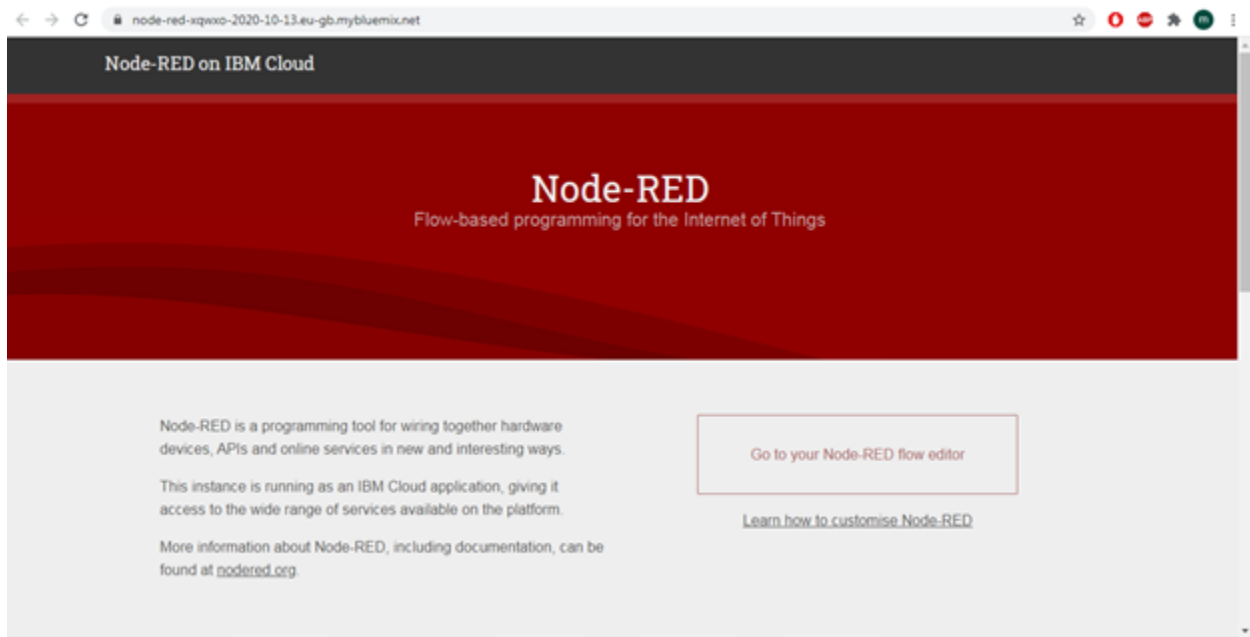 node-red-xqwxo-2020-10-13.eu-gb.mybluemix.net
Node-RED on IBM Cloud
Node-RED
Flow-based programming for the Internet of Things
Node-RED is a programming tool for wiring together hardware
devices, APIs and online services in new and interesting ways.
This instance is running as an IBM Cloud application, giving it
access to the wide range of services available on the platform.
More information about Node-RED, including documentation, can be
found at nodered.org.
Go to your Node-RED flow editor
Learn how to customise Node-RED